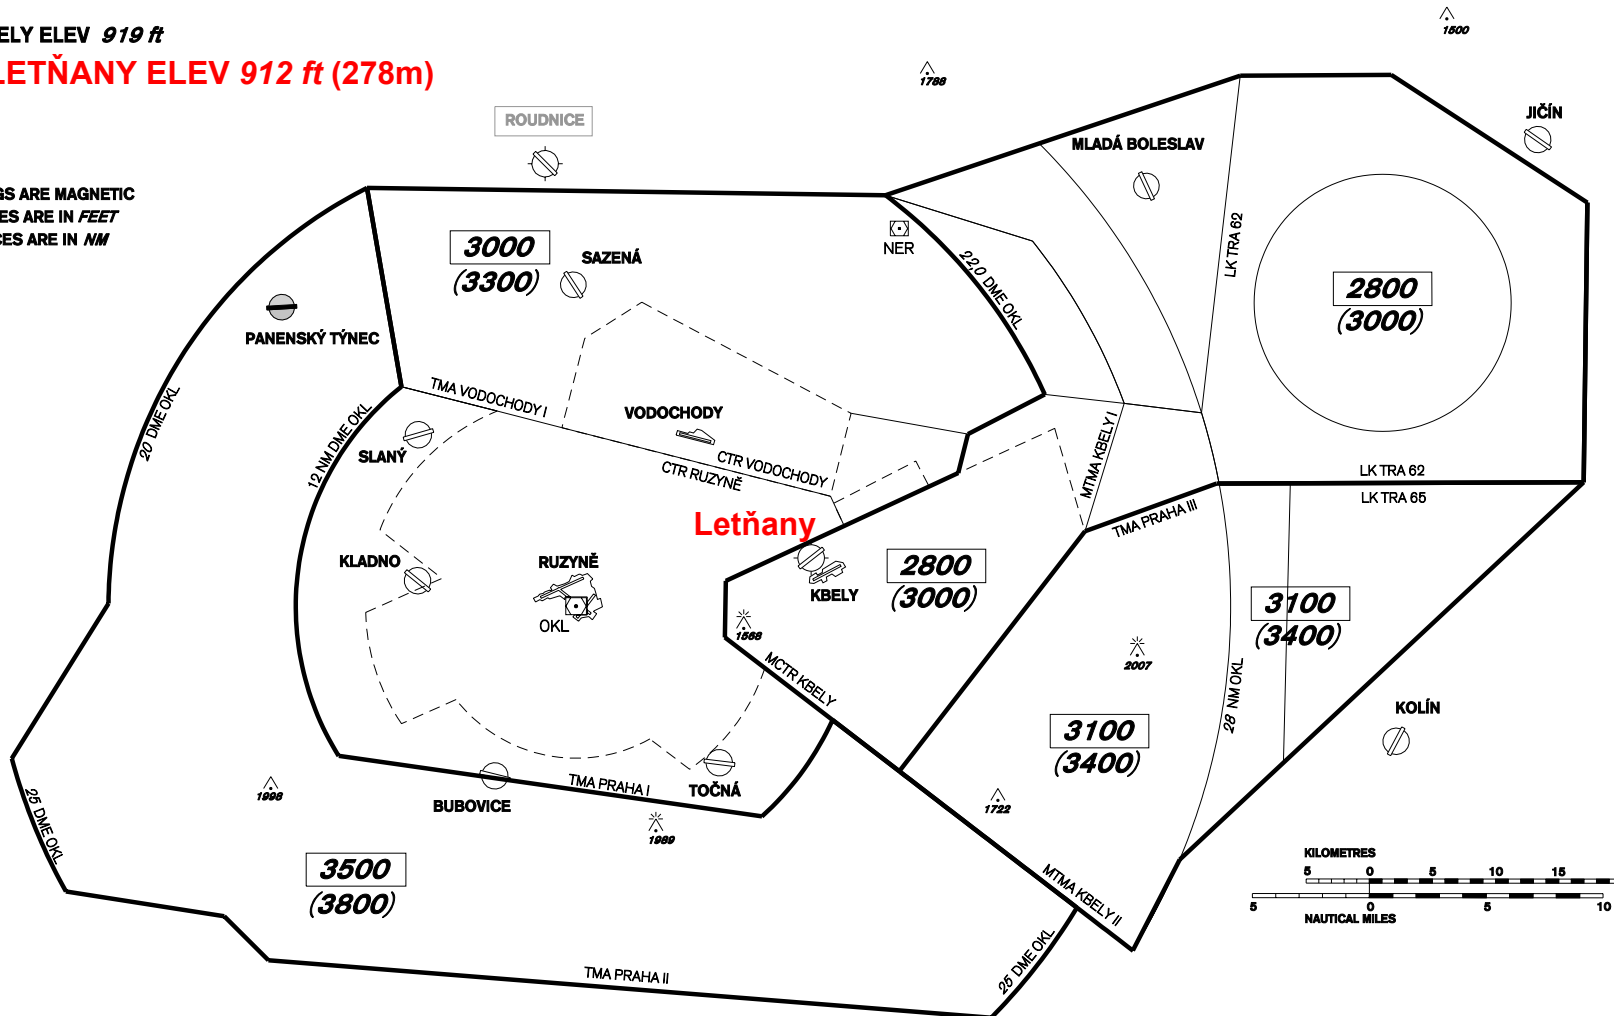 ELY ELEV 919 ft
LETŇANY ELEV 912 ft (278m)
GS ARE MAGNETIC
ES ARE IN FEET
CES ARE IN NM
1500
1788
ROUDNICE
JIČÍN
MLADÁ BOLESLAV
NER
3000
(3300)
SAZENÁ
22,0 DME OKL
LK TRA 62
2800
(3000)
PANENSKÝ TÝNEC
20 DME OKL
12 NM DME OKL
TMA VODOCHODY I
VODOCHODY
SLANÝ
CTR VODOCHODY
CTR RUZYNĚ
MTMA KBELY I
LK TRA 62
LK TRA 65
TMA PRAHA III
Letňany
KLADNO
RUZYNĚ
OKL
KBELY
2800
(3000)
3100
(3400)
1568
2007
MCTR KBELY
28 NM OKL
KOLÍN
3100
(3400)
TOČNÁ
TMA PRAHA I
BUBOVICE
1998
1989
1722
25 DME OKL
3500
(3800)
MTMA KBELY II
25 DME OKL
TMA PRAHA II
KILOMETRES
5 0 5 10 15
5 0 5 10
NAUTICAL MILES